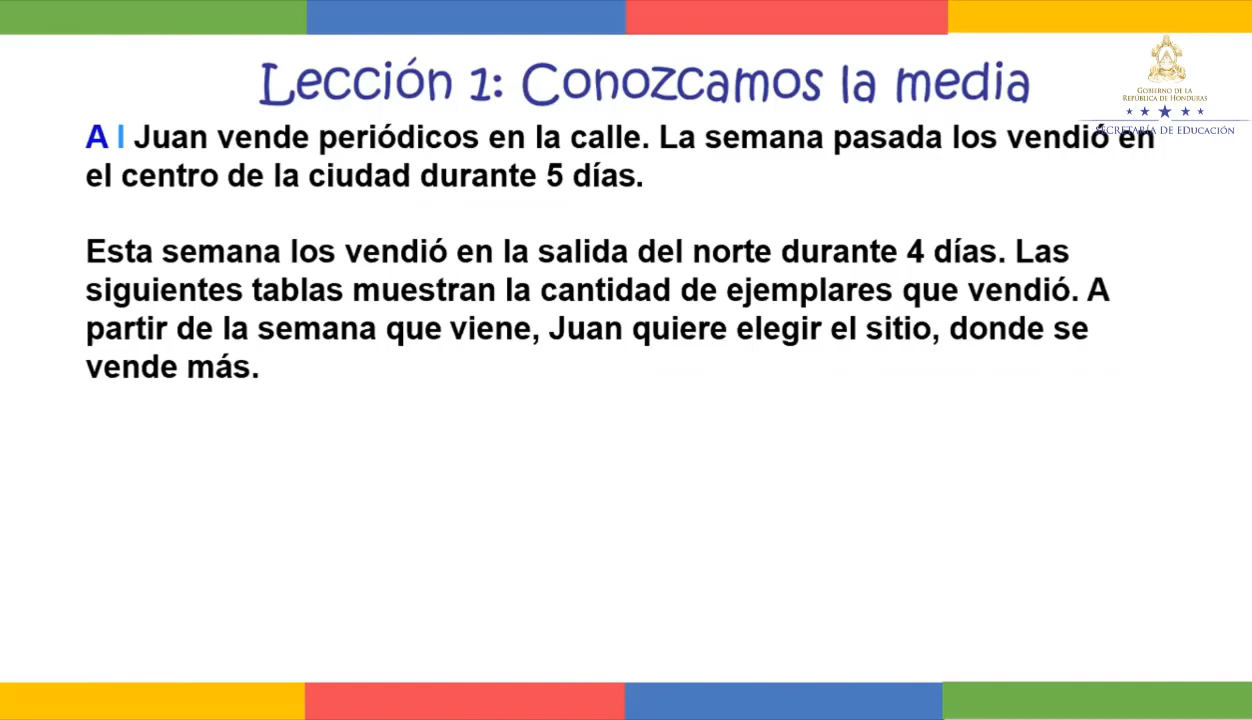 Lección 1: Conozcamos la media
GOBIERNO DE LA
REPÚBLICA DE HONDURAS
SECRETARÍA DE EDUCACIÓN
A I Juan vende periódicos en la calle. La semana pasada los vendió en
el centro de la ciudad durante 5 días.
Esta semana los vendió en la salida del norte durante 4 días. Las
siguientes tablas muestran la cantidad de ejemplares que vendió. A
partir de la semana que viene, Juan quiere elegir el sitio, donde se
vende más.